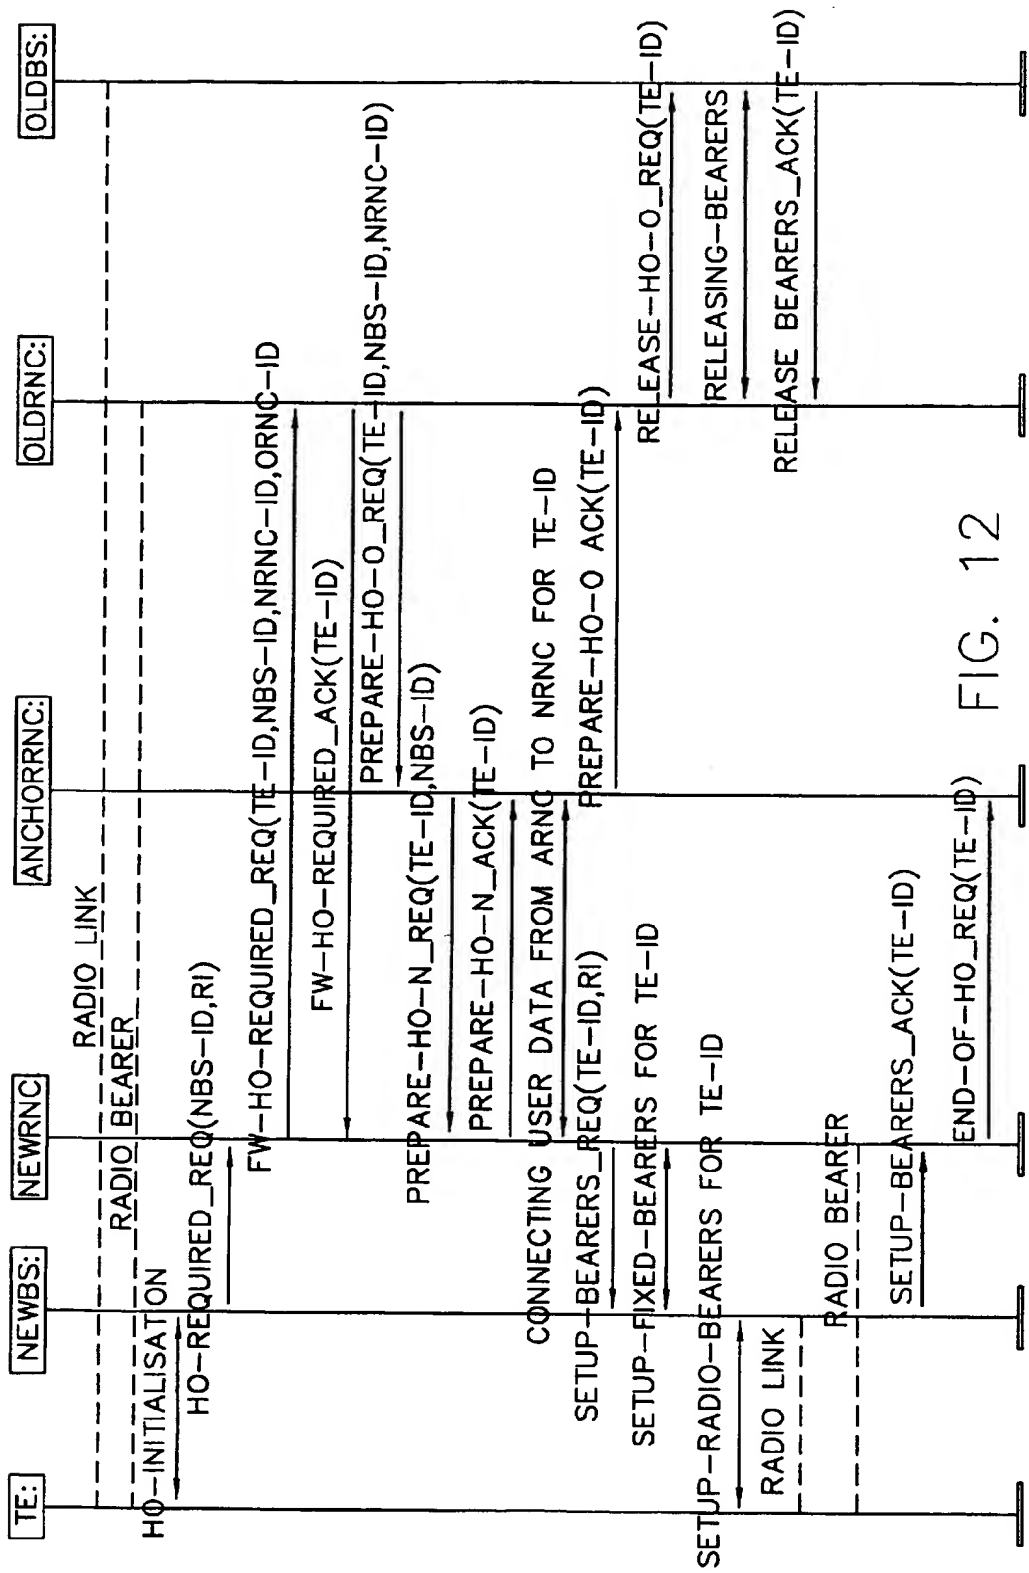 TE:
NEWBS:
NEWRNC
ANCHORRNC:
OLDRNC:
OLDBS:
RADIO LINK
RADIO BEARER
HO-INITIALISATON
HO-REQUIRED_REQ(NBS-ID,RI)
FW-HO-REQUIRED_REQ(TE-ID,NBS-ID,NRNC-ID,ORNC-ID
FW-HO-REQUIRED_ACK(TE-ID)
PREPARE-HO-O_REQ(TE-ID,NBS-ID,NRNC-ID)
PREPARE-HO-N_REQ(TE-ID,NBS-ID)
PREPARE-HO-N_ACK(TE-ID)
CONNECTING USER DATA FROM ARNC TO NRNC FOR TE-ID
SETUP-BEARERS_REQ(TE-ID,RI)
PREPARE-HO-O ACK(TE-ID)
SETUP-FIXED-BEARERS FOR TE-ID
RELEASE-HO-O_REQ(TE-ID)
SETUP-RADIO-BEARERS FOR TE-ID
RELEASING-BEARERS
RADIO LINK
RELEASE BEARERS_ACK(TE-ID)
RADIO BEARER
SETUP-BEARERS_ACK(TE-ID)
END-OF-HO_REQ(TE-ID)
FIG. 12